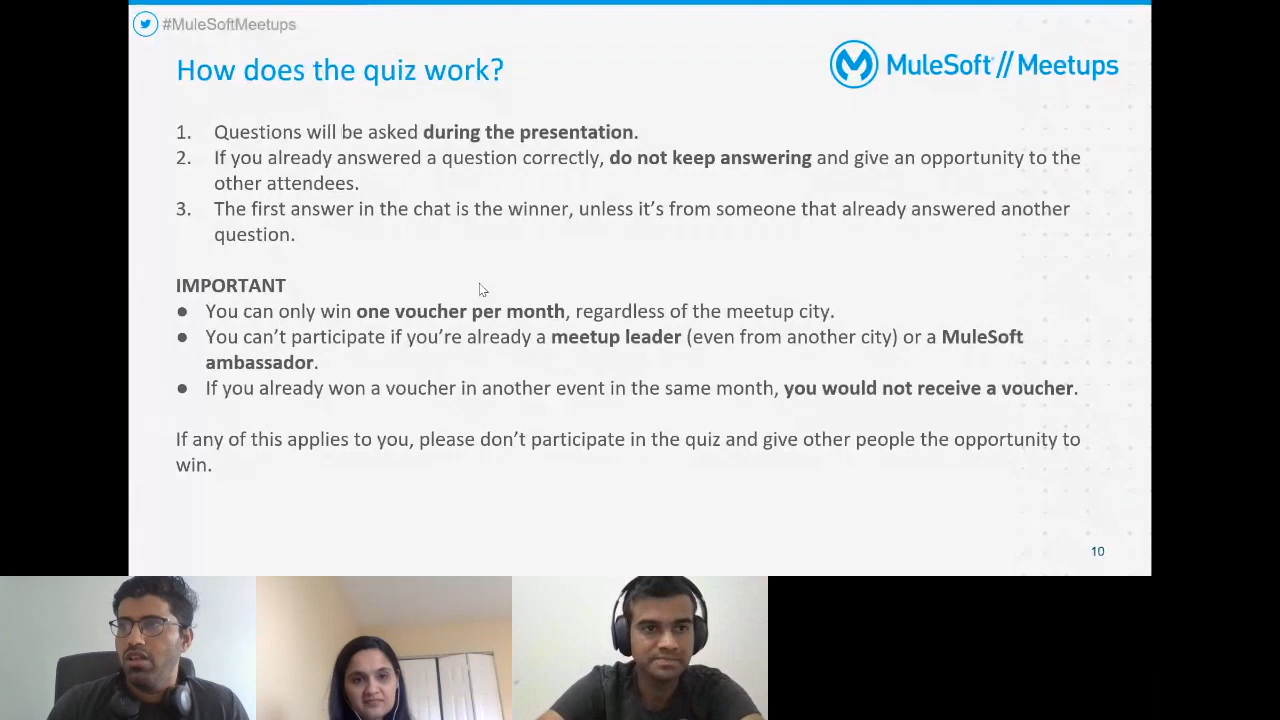 #MuleSoftMeetups
How does the quiz work?
MuleSoft // Meetups
1. Questions will be asked during the presentation.
2. If you already answered a question correctly, do not keep answering and give an opportunity to the
other attendees.
3. The first answer in the chat is the winner, unless it's from someone that already answered another
question.
IMPORTANT
● You can only win one voucher per month, regardless of the meetup city.
● You can't participate if you're already a meetup leader (even from another city) or a MuleSoft
ambassador.
● If you already won a voucher in another event in the same month, you would not receive a voucher.
If any of this applies to you, please don't participate in the quiz and give other people the opportunity to
win.
10